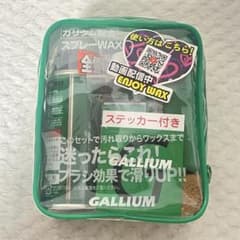 ガリウム
スプレーWAX
使い方はこちら!
動画配信中
ENJOY WAX
ステッカー付き
このセットで汚れ取りからワックスまで
迷ったらこれ!
GALLIUM
ブラシ効果で滑りUP!!
GALLIUM